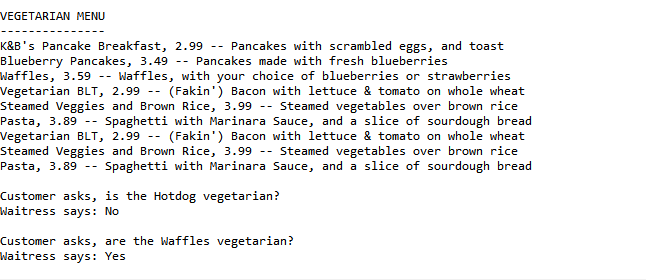 VEGETARIAN MENU
---------------
K&B's Pancake Breakfast, 2.99 -- Pancakes with scrambled eggs, and toast
Blueberry Pancakes, 3.49 -- Pancakes made with fresh blueberries
Waffles, 3.59 -- Waffles, with your choice of blueberries or strawberries
Vegetarian BLT, 2.99 -- (Fakin') Bacon with lettuce & tomato on whole wheat
Steamed Veggies and Brown Rice, 3.99 -- Steamed vegetables over brown rice
Pasta, 3.89 -- Spaghetti with Marinara Sauce, and a slice of sourdough bread
Vegetarian BLT, 2.99 -- (Fakin') Bacon with lettuce & tomato on whole wheat
Steamed Veggies and Brown Rice, 3.99 -- Steamed vegetables over brown rice
Pasta, 3.89 -- Spaghetti with Marinara Sauce, and a slice of sourdough bread
Customer asks, is the Hotdog vegetarian?
Waitress says: No
Customer asks, are the Waffles vegetarian?
Waitress says: Yes